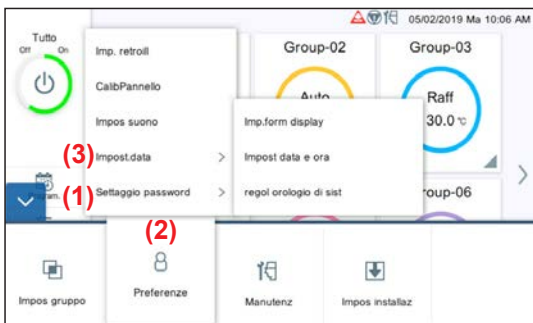 05/02/2019 Ma 10:06 AM
Tutto
Off On
Imp. retroill
CalibPannello
Impos suono
(3) Impost.data >
(1) Settaggio password >
Imp.form display
Impost data e ora
regol orologio di sist
Group-02
Auto
Group-03
Raff
30.0 °C
>
roup-06
(2)
Impos gruppo
Preferenze
Manutenz
Impos installaz